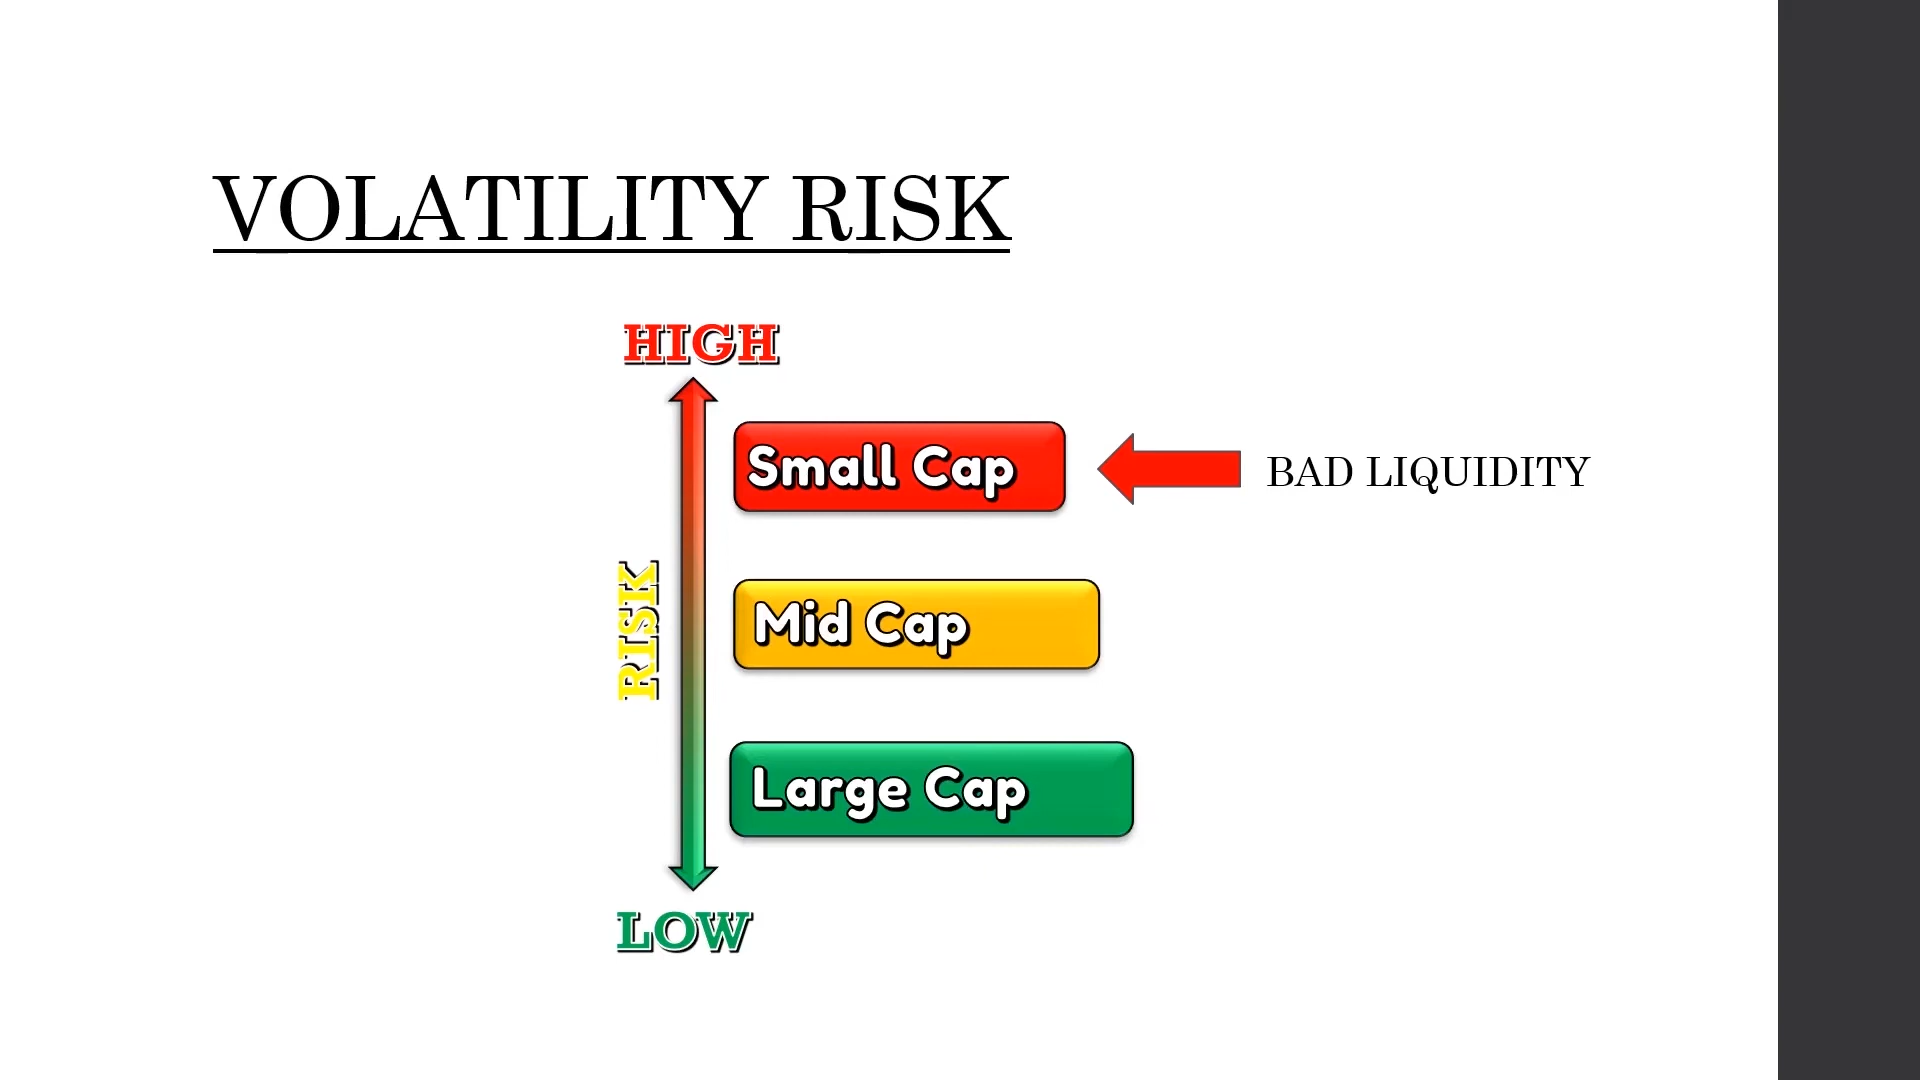 VOLATILITY RISK
HIGH
Small Cap
BAD LIQUIDITY
RISK
Mid Cap
Large Cap
LOW